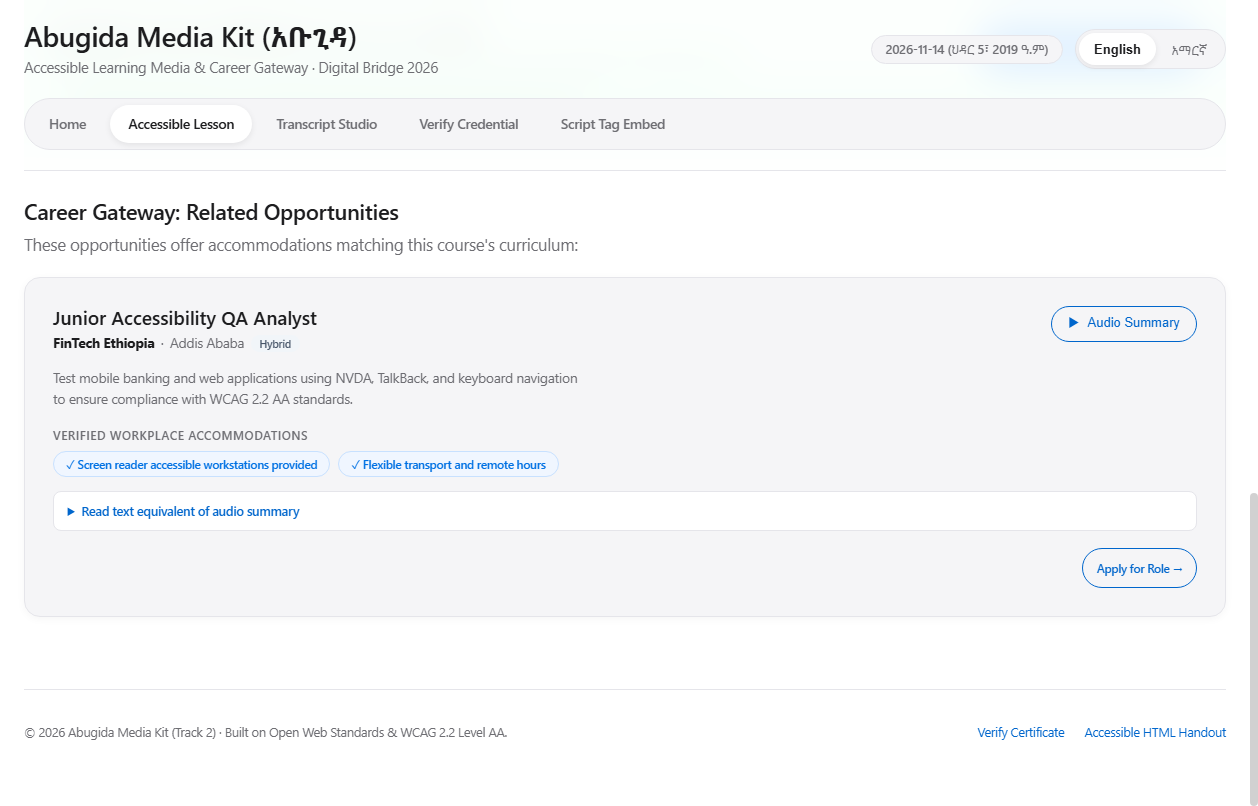 Abugida Media Kit (አቡጊዳ)
Accessible Learning Media & Career Gateway · Digital Bridge 2026
2026-11-14 (ህዳር 5፣ 2019 ዓ.ም)
English
አማርኛ
Home
Accessible Lesson
Transcript Studio
Verify Credential
Script Tag Embed
Career Gateway: Related Opportunities
These opportunities offer accommodations matching this course's curriculum:
Junior Accessibility QA Analyst
▶ Audio Summary
FinTech Ethiopia · Addis Ababa Hybrid
Test mobile banking and web applications using NVDA, TalkBack, and keyboard navigation
to ensure compliance with WCAG 2.2 AA standards.
VERIFIED WORKPLACE ACCOMMODATIONS
✓ Screen reader accessible workstations provided
✓ Flexible transport and remote hours
▶ Read text equivalent of audio summary
Apply for Role →
© 2026 Abugida Media Kit (Track 2) · Built on Open Web Standards & WCAG 2.2 Level AA.
Verify Certificate
Accessible HTML Handout